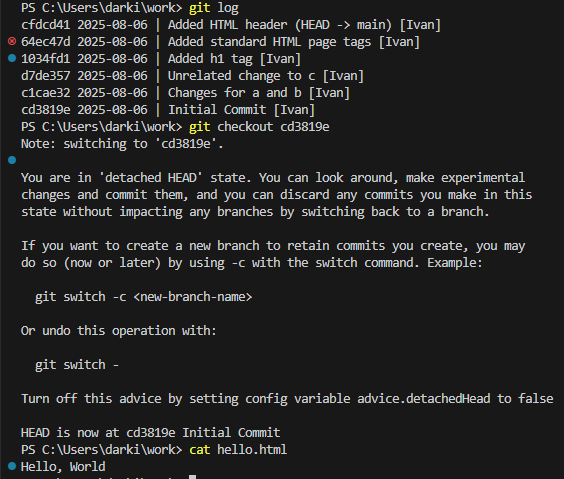 PS C:\Users\darki\work> git log
cfdcd41 2025-08-06 | Added HTML header (HEAD -> main) [Ivan]
64ec47d 2025-08-06 | Added standard HTML page tags [Ivan]
1034fd1 2025-08-06 | Added h1 tag [Ivan]
d7de357 2025-08-06 | Unrelated change to c [Ivan]
c1cae32 2025-08-06 | Changes for a and b [Ivan]
cd3819e 2025-08-06 | Initial Commit [Ivan]
PS C:\Users\darki\work> git checkout cd3819e
Note: switching to 'cd3819e'.
You are in 'detached HEAD' state. You can look around, make experimental
changes and commit them, and you can discard any commits you make in this
state without impacting any branches by switching back to a branch.
If you want to create a new branch to retain commits you create, you may
do so (now or later) by using -c with the switch command. Example:
git switch -c <new-branch-name>
Or undo this operation with:
git switch -
Turn off this advice by setting config variable advice.detachedHead to false
HEAD is now at cd3819e Initial Commit
PS C:\Users\darki\work> cat hello.html
Hello, World